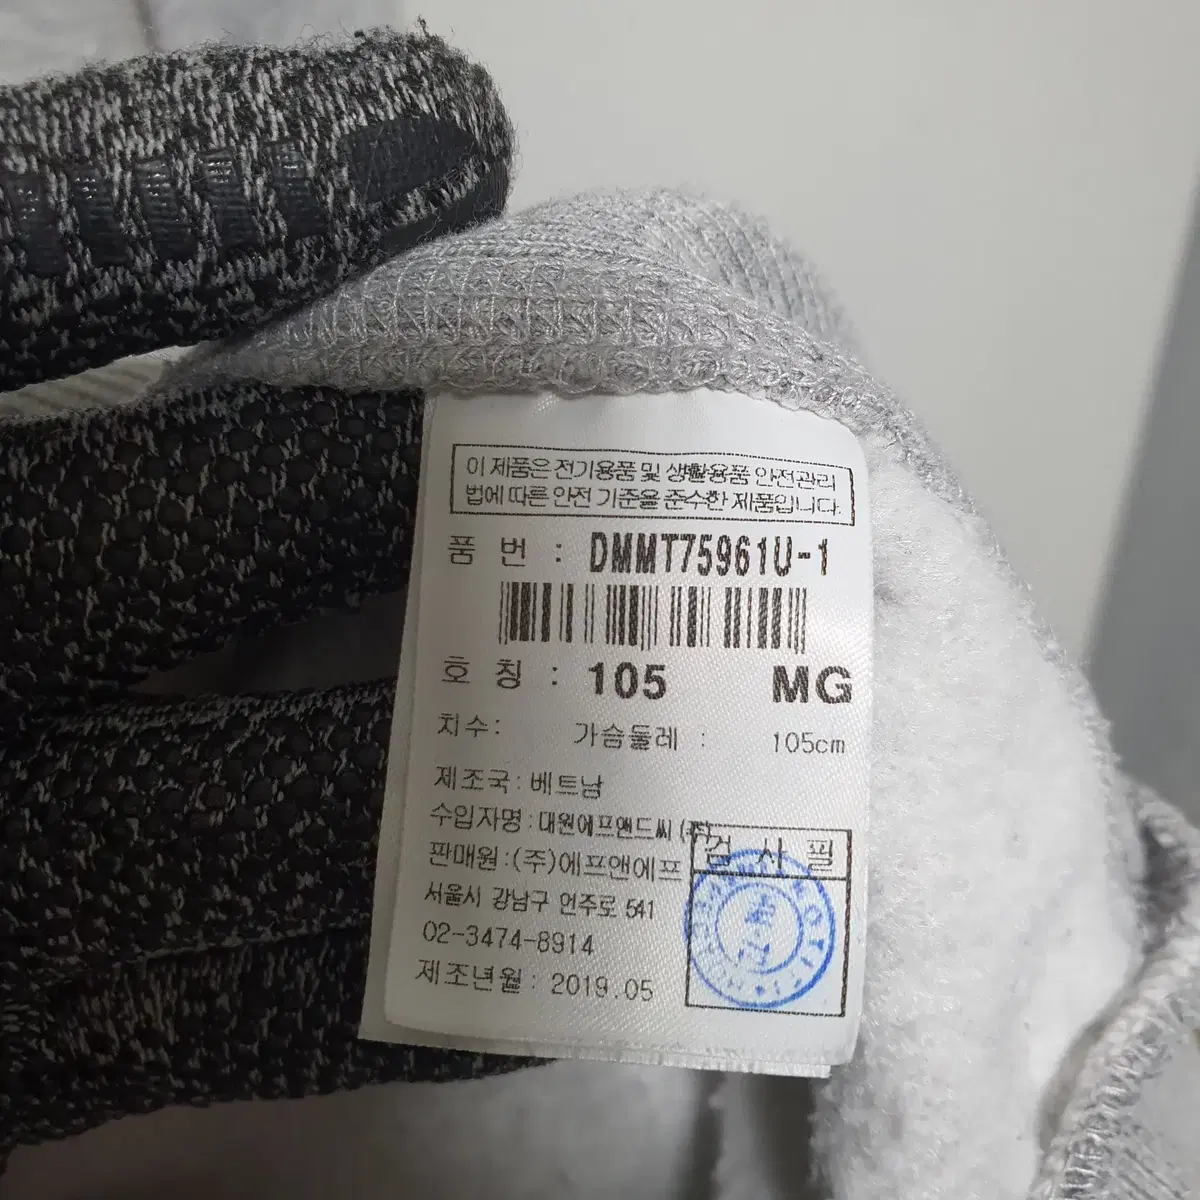 이 제품은 전기용품 및 생활용품 안전관리
법에 따른 안전 기준을 준수한 제품입니다.
품 번 : DMMT75961U-1
호 칭 : 105 MG
치수: 가슴둘레 : 105cm
제조국: 베트남
수입자명 : 대원에프앤드씨 (주)
판매원 :(주)에프앤에프
검 사 필
서울시 강남구 언주로 541
02-3474-8914
제조년월 : 2019.05